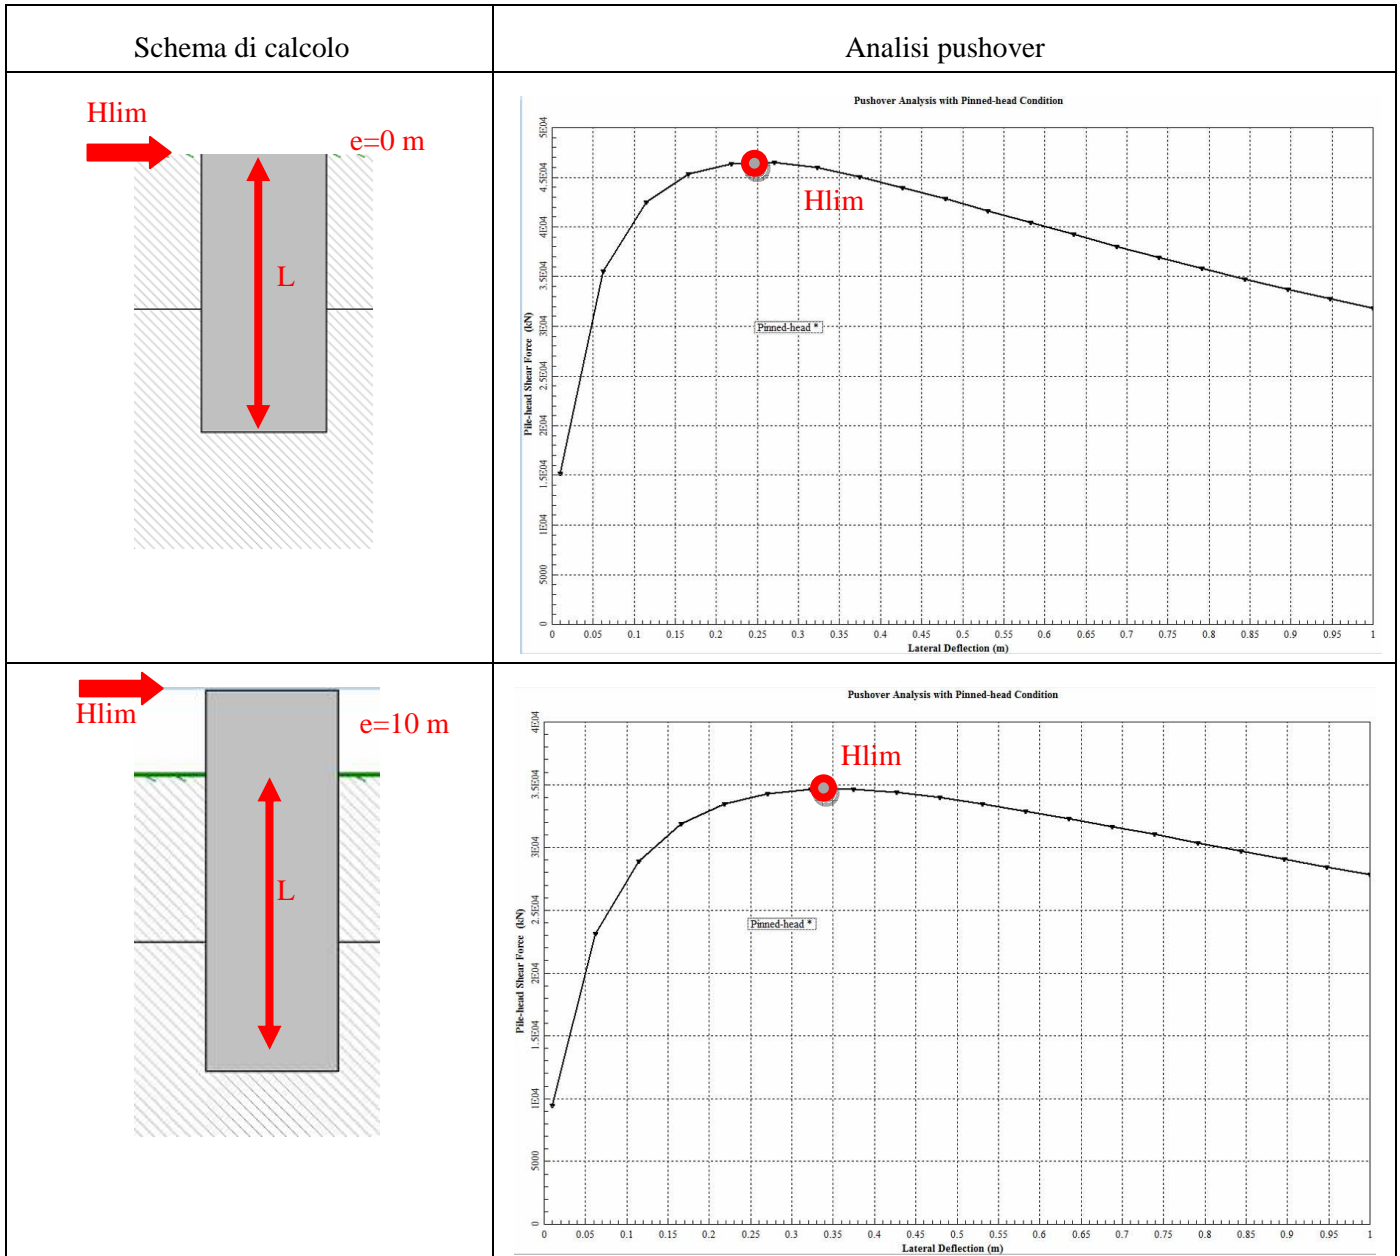 Schema di calcolo
Analisi pushover
Hlim
e=0 m
L
Pushover Analysis with Pinned-head Condition
5E04
4.5E04
4E04
3.5E04
3E04
2.5E04
2E04
1.5E04
1E04
5000
0
Pile-head Shear Force (kN)
Hlim
Pinned-head *
0 0.05 0.1 0.15 0.2 0.25 0.3 0.35 0.4 0.45 0.5 0.55 0.6 0.65 0.7 0.75 0.8 0.85 0.9 0.95 1
Lateral Deflection (m)
Hlim
e=10 m
L
Pushover Analysis with Pinned-head Condition
4E04
3.5E04
3E04
2.5E04
2E04
1.5E04
1E04
5000
0
Pile-head Shear Force (kN)
Hlim
Pinned-head *
0 0.05 0.1 0.15 0.2 0.25 0.3 0.35 0.4 0.45 0.5 0.55 0.6 0.65 0.7 0.75 0.8 0.85 0.9 0.95 1
Lateral Deflection (m)